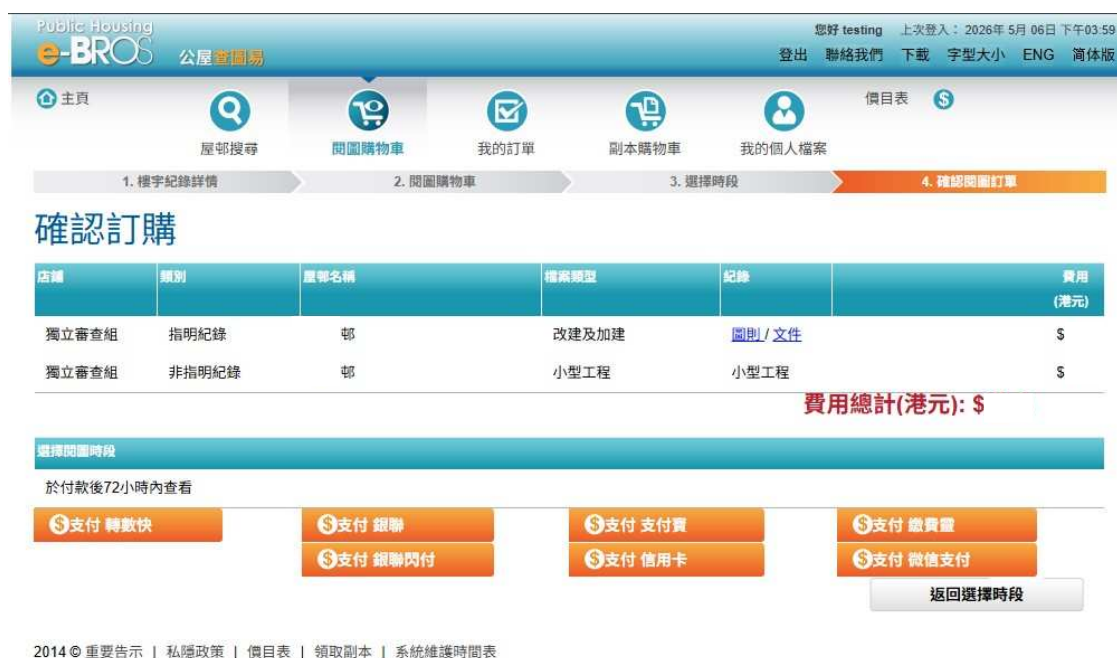 Public Housing
您好 testing 上次登入： 2026年 5月 06日 下午03:59
e-BROS 公屋查圖易
登出 聯絡我們 下載 字型大小 ENG 简体版
主頁
價目表
屋邨搜尋 閱圖購物車 我的訂單 副本購物車 我的個人檔案
1. 樓宇紀錄詳情 2. 閱圖購物車 3. 選擇時段 4. 確認閱圖訂單
確認訂購
店舖 類別 屋邨名稱 檔案類型 紀錄 費用
(港元)
獨立審查組 指明紀錄 邨 改建及加建 圖則 / 文件 $
獨立審查組 非指明紀錄 邨 小型工程 小型工程 $
費用總計(港元): $
選擇閱圖時段
於付款後72小時內查看
支付 轉數快 支付 銀聯 支付 支付寶 支付 繳費靈
支付 銀聯閃付 支付 信用卡 支付 微信支付
返回選擇時段
2014 © 重要告示 | 私隱政策 | 價目表 | 領取副本 | 系統維護時間表